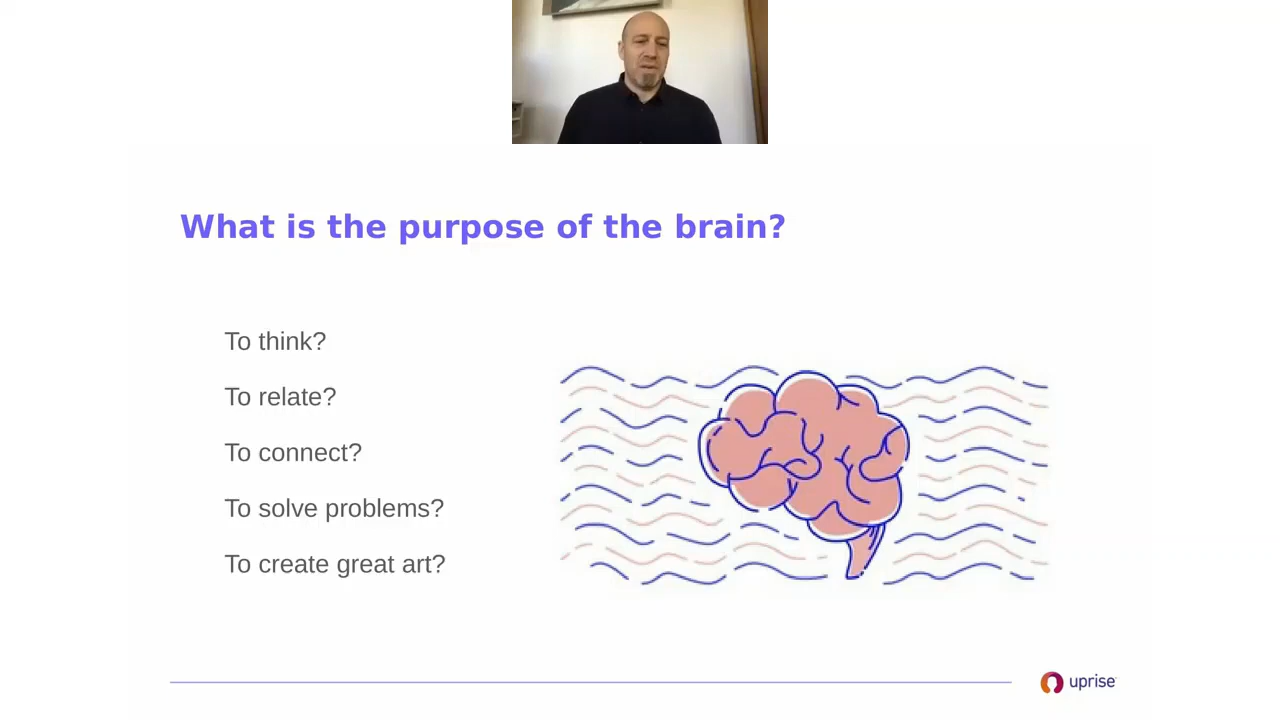 What is the purpose of the brain?
To think?
To relate?
To connect?
To solve problems?
To create great art?
uprise